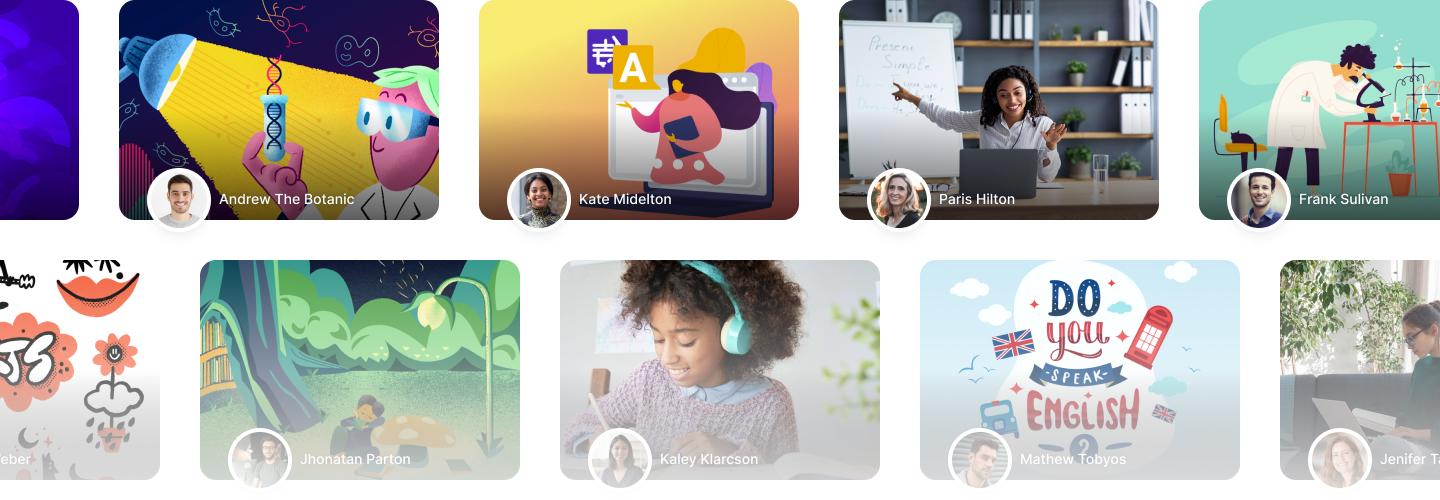 A
Present
Simple
Andrew The Botanic
Kate Midelton
Paris Hilton
Frank Sulivan
DO
you
SPEAK
ENGLISH
?
eber
Jhonatan Parton
Kaley Klarcson
Mathew Tobyos
Jenifer Ta